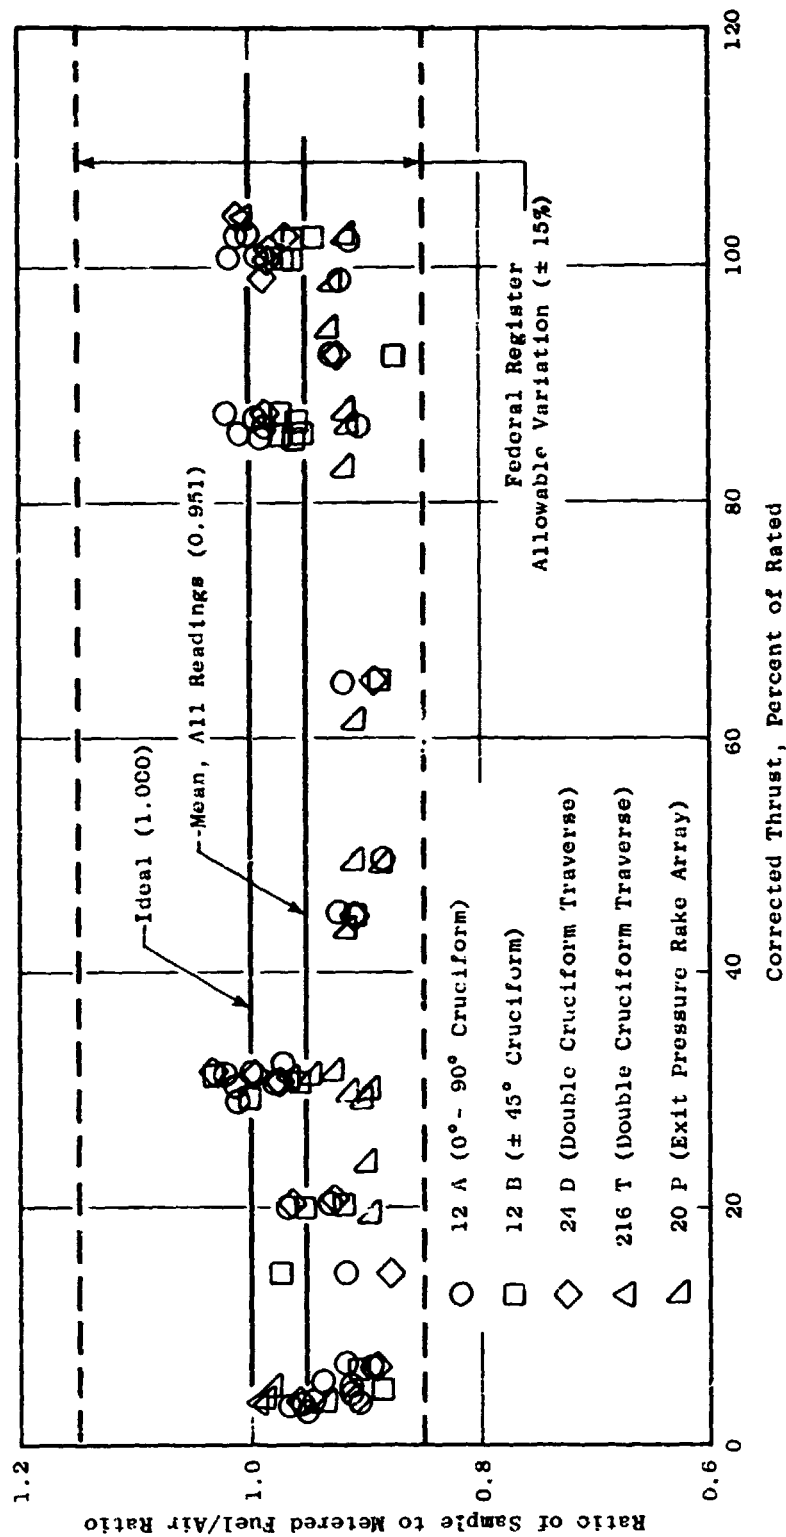 1.2
1.0
0.8
0.6
Ratio of Sample to Metered Fuel/Air Ratio
0
20
40
60
80
100
120
Corrected Thrust, Percent of Rated
Ideal (1.000)
Mean, All Readings (0.951)
Federal Register
Allowable Variation (± 15%)
12 A (0°- 90° Cruciform)
12 B (± 45° Cruciform)
24 D (Double Cruciform Traverse)
216 T (Double Cruciform Traverse)
20 P (Exit Pressure Rake Array)